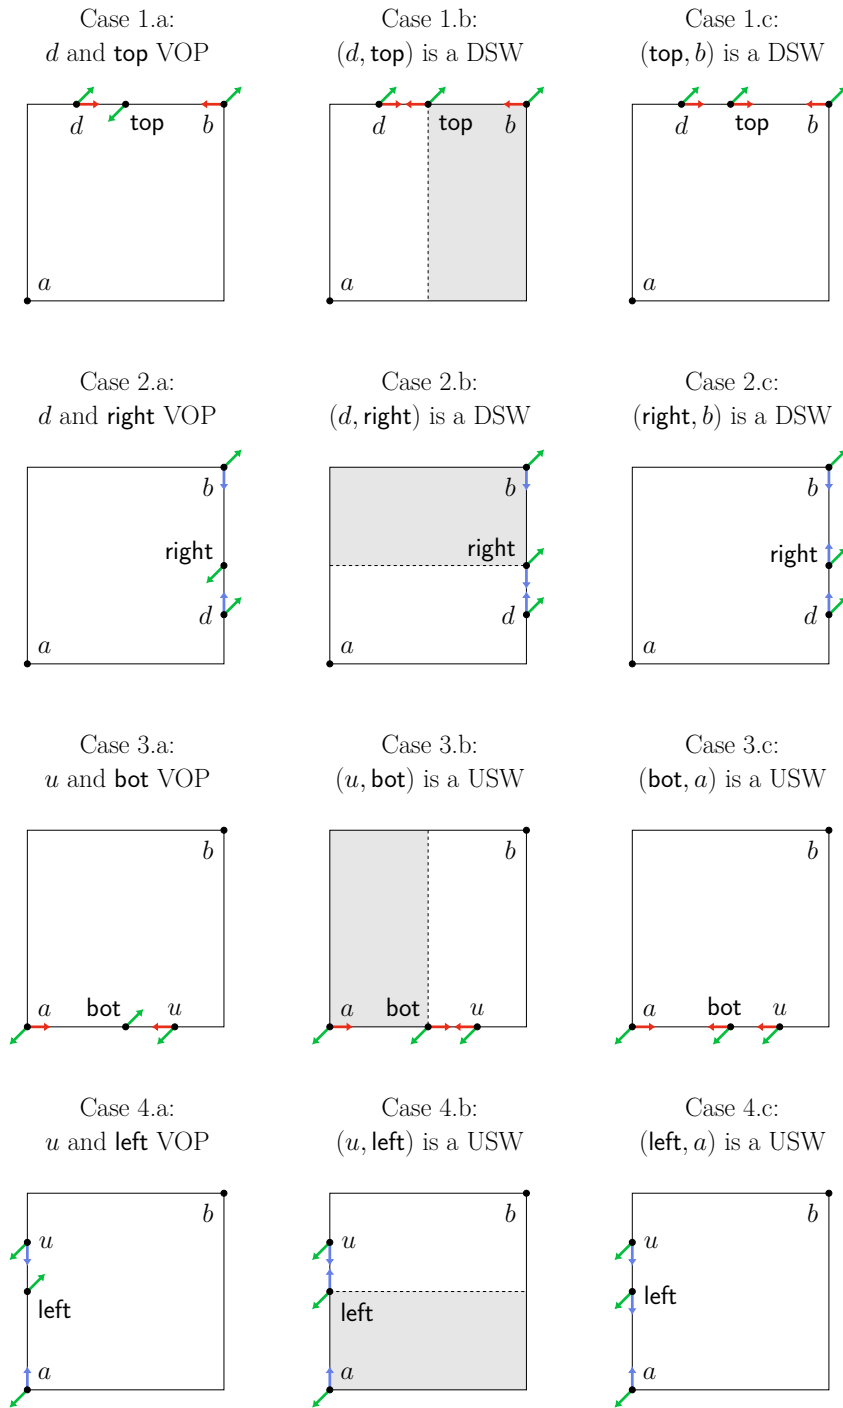 Case 1.a:
d and top VOP
Case 1.b:
(d, top) is a DSW
Case 1.c:
(top, b) is a DSW
d top b
a
d top b
a
d top b
a
Case 2.a:
d and right VOP
Case 2.b:
(d, right) is a DSW
Case 2.c:
(right, b) is a DSW
b
right
d
a
b
right
d
a
b
right
d
a
Case 3.a:
u and bot VOP
Case 3.b:
(u, bot) is a USW
Case 3.c:
(bot, a) is a USW
b
a bot u
b
a bot u
b
a bot u
Case 4.a:
u and left VOP
Case 4.b:
(u, left) is a USW
Case 4.c:
(left, a) is a USW
b
u
left
a
b
u
left
a
b
u
left
a